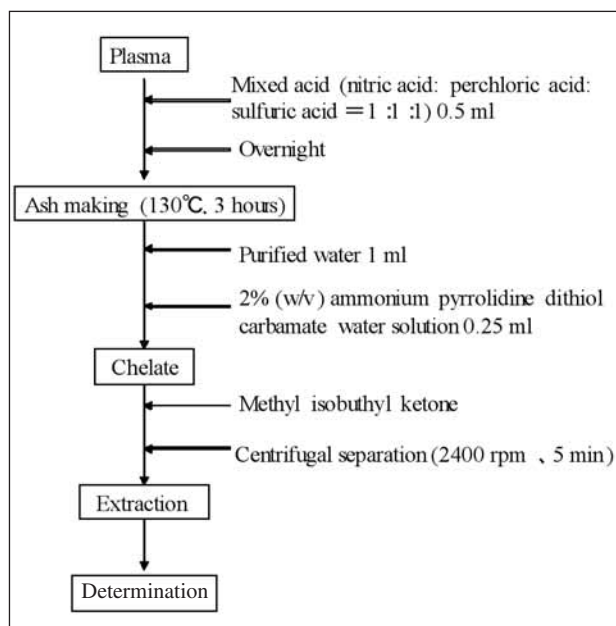 Plasma
Mixed acid (nitric acid: perchloric acid:
sulfuric acid＝1 :1 :1) 0.5 ml
Overnight
Ash making (130℃, 3 hours)
Purified water 1 ml
2% (w/v) ammonium pyrrolidine dithiol
carbamate water solution 0.25 ml
Chelate
Methyl isobuthyl ketone
Centrifugal separation (2400 rpm 、5 min)
Extraction
Determination